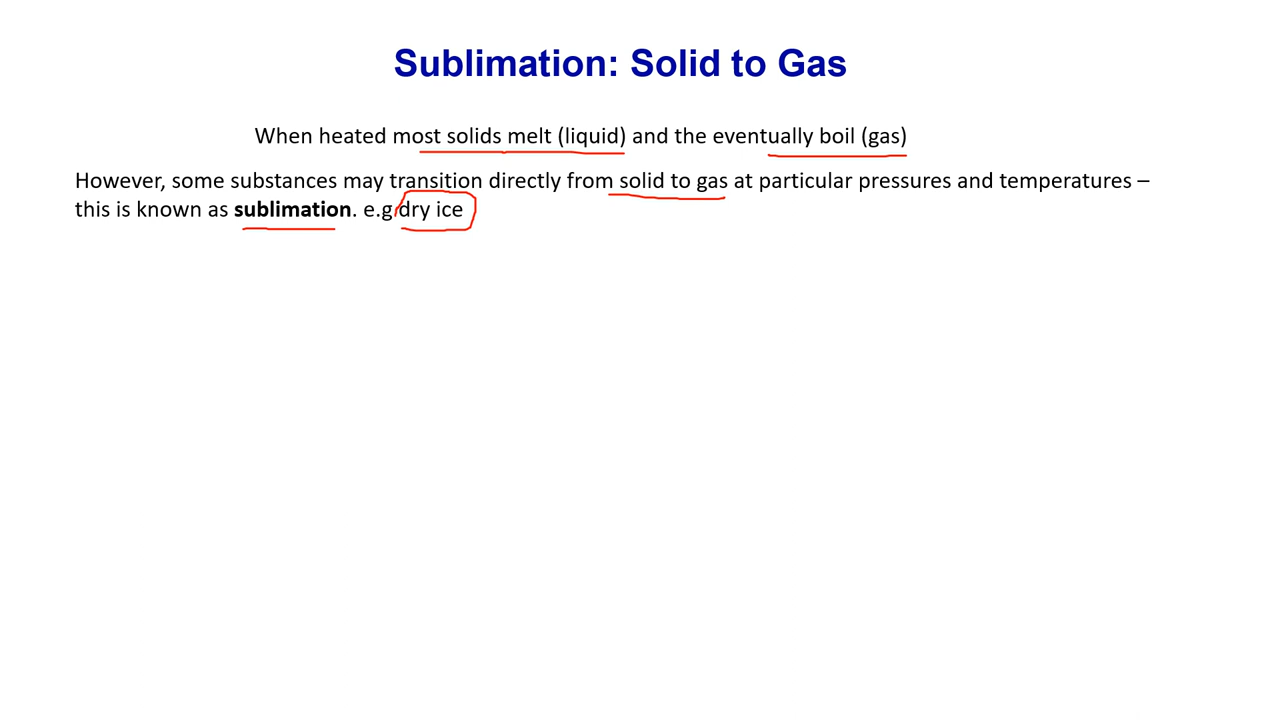 Sublimation: Solid to Gas
When heated most solids melt (liquid) and the eventually boil (gas)
However, some substances may transition directly from solid to gas at particular pressures and temperatures –
this is known as sublimation. e.g dry ice